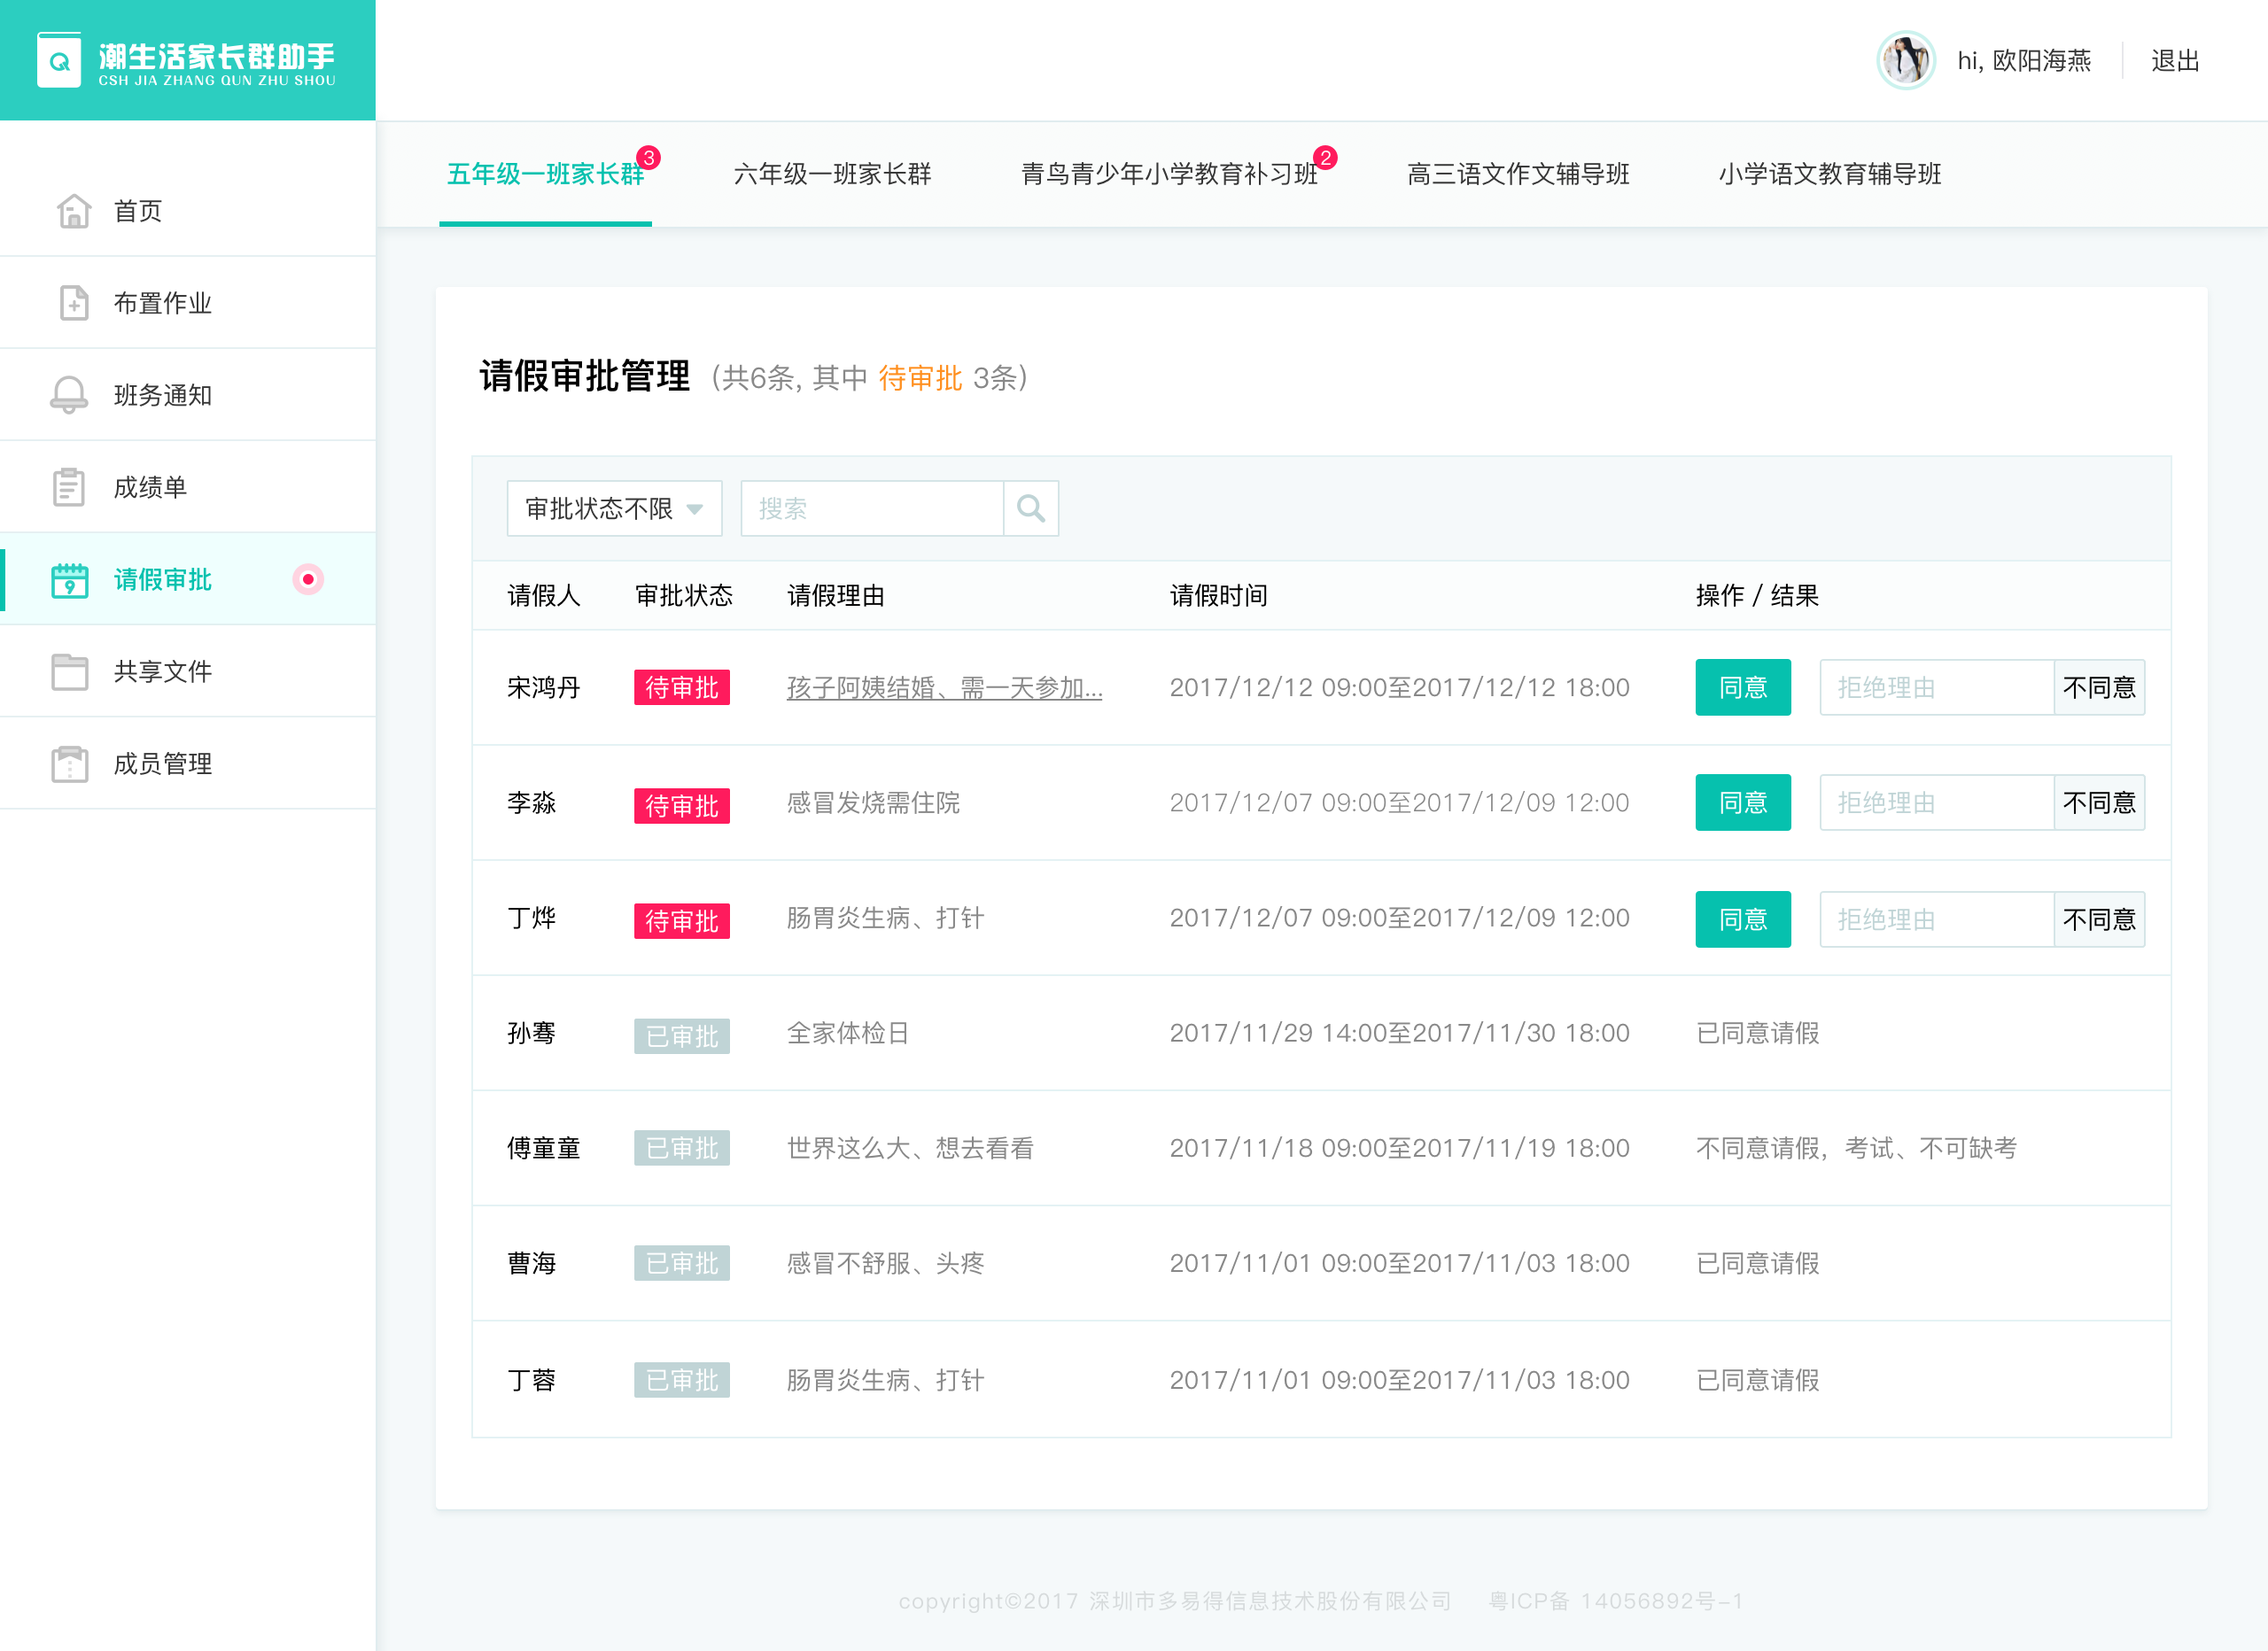 潮生活家长群助手
CSH JIA ZHANG QUN ZHU SHOU
hi, 欧阳海燕 退出
首页
布置作业
班务通知
成绩单
请假审批
共享文件
成员管理
五年级一班家长群 3 六年级一班家长群 青鸟青少年小学教育补习班 2 高三语文作文辅导班 小学语文教育辅导班
请假审批管理 (共6条, 其中 待审批 3条)
审批状态不限 搜索
请假人 审批状态 请假理由 请假时间 操作 / 结果
宋鸿丹 待审批 孩子阿姨结婚、需一天参加... 2017/12/12 09:00至2017/12/12 18:00 同意 拒绝理由 不同意
李淼 待审批 感冒发烧需住院 2017/12/07 09:00至2017/12/09 12:00 同意 拒绝理由 不同意
丁烨 待审批 肠胃炎生病、打针 2017/12/07 09:00至2017/12/09 12:00 同意 拒绝理由 不同意
孙骞 已审批 全家体检日 2017/11/29 14:00至2017/11/30 18:00 已同意请假
傅童童 已审批 世界这么大、想去看看 2017/11/18 09:00至2017/11/19 18:00 不同意请假，考试、不可缺考
曹海 已审批 感冒不舒服、头疼 2017/11/01 09:00至2017/11/03 18:00 已同意请假
丁蓉 已审批 肠胃炎生病、打针 2017/11/01 09:00至2017/11/03 18:00 已同意请假
copyright©2017 深圳市多易得信息技术股份有限公司 粤ICP备 14056892号-1